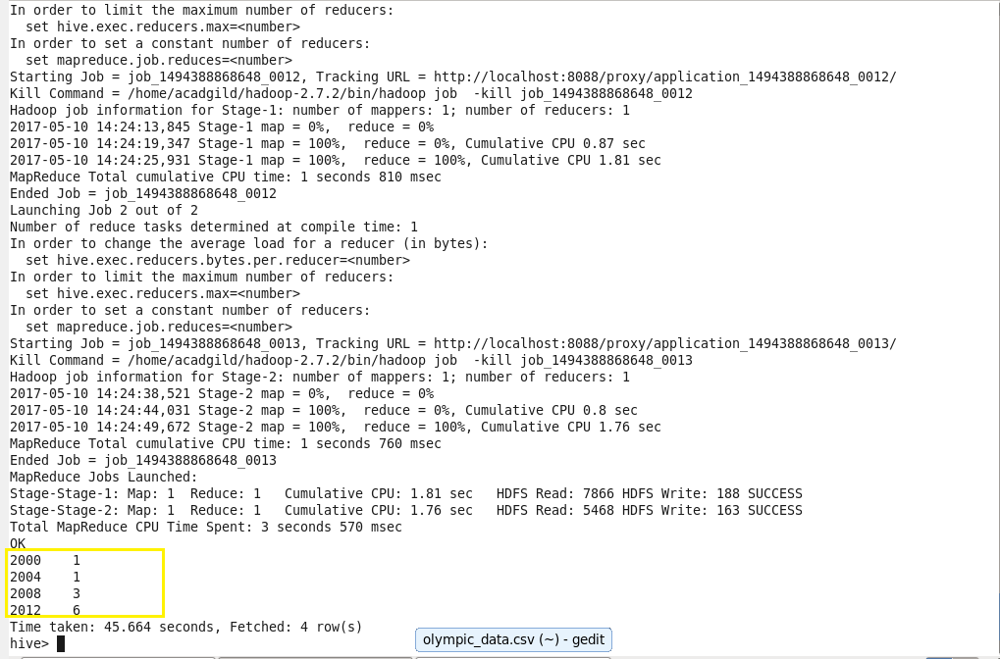 In order to limit the maximum number of reducers:
  set hive.exec.reducers.max=<number>
In order to set a constant number of reducers:
  set mapreduce.job.reduces=<number>
Starting Job = job_1494388868648_0012, Tracking URL = http://localhost:8088/proxy/application_1494388868648_0012/
Kill Command = /home/acadgild/hadoop-2.7.2/bin/hadoop job  -kill job_1494388868648_0012
Hadoop job information for Stage-1: number of mappers: 1; number of reducers: 1
2017-05-10 14:24:13,845 Stage-1 map = 0%,  reduce = 0%
2017-05-10 14:24:19,347 Stage-1 map = 100%,  reduce = 0%, Cumulative CPU 0.87 sec
2017-05-10 14:24:25,931 Stage-1 map = 100%,  reduce = 100%, Cumulative CPU 1.81 sec
MapReduce Total cumulative CPU time: 1 seconds 810 msec
Ended Job = job_1494388868648_0012
Launching Job 2 out of 2
Number of reduce tasks determined at compile time: 1
In order to change the average load for a reducer (in bytes):
  set hive.exec.reducers.bytes.per.reducer=<number>
In order to limit the maximum number of reducers:
  set hive.exec.reducers.max=<number>
In order to set a constant number of reducers:
  set mapreduce.job.reduces=<number>
Starting Job = job_1494388868648_0013, Tracking URL = http://localhost:8088/proxy/application_1494388868648_0013/
Kill Command = /home/acadgild/hadoop-2.7.2/bin/hadoop job  -kill job_1494388868648_0013
Hadoop job information for Stage-2: number of mappers: 1; number of reducers: 1
2017-05-10 14:24:38,521 Stage-2 map = 0%,  reduce = 0%
2017-05-10 14:24:44,031 Stage-2 map = 100%,  reduce = 0%, Cumulative CPU 0.8 sec
2017-05-10 14:24:49,672 Stage-2 map = 100%,  reduce = 100%, Cumulative CPU 1.76 sec
MapReduce Total cumulative CPU time: 1 seconds 760 msec
Ended Job = job_1494388868648_0013
MapReduce Jobs Launched:
Stage-Stage-1: Map: 1  Reduce: 1   Cumulative CPU: 1.81 sec   HDFS Read: 7866 HDFS Write: 188 SUCCESS
Stage-Stage-2: Map: 1  Reduce: 1   Cumulative CPU: 1.76 sec   HDFS Read: 5468 HDFS Write: 163 SUCCESS
Total MapReduce CPU Time Spent: 3 seconds 570 msec
OK
2000    1
2004    1
2008    3
2012    6
Time taken: 45.664 seconds, Fetched: 4 row(s)
hive>
olympic_data.csv (~) - gedit